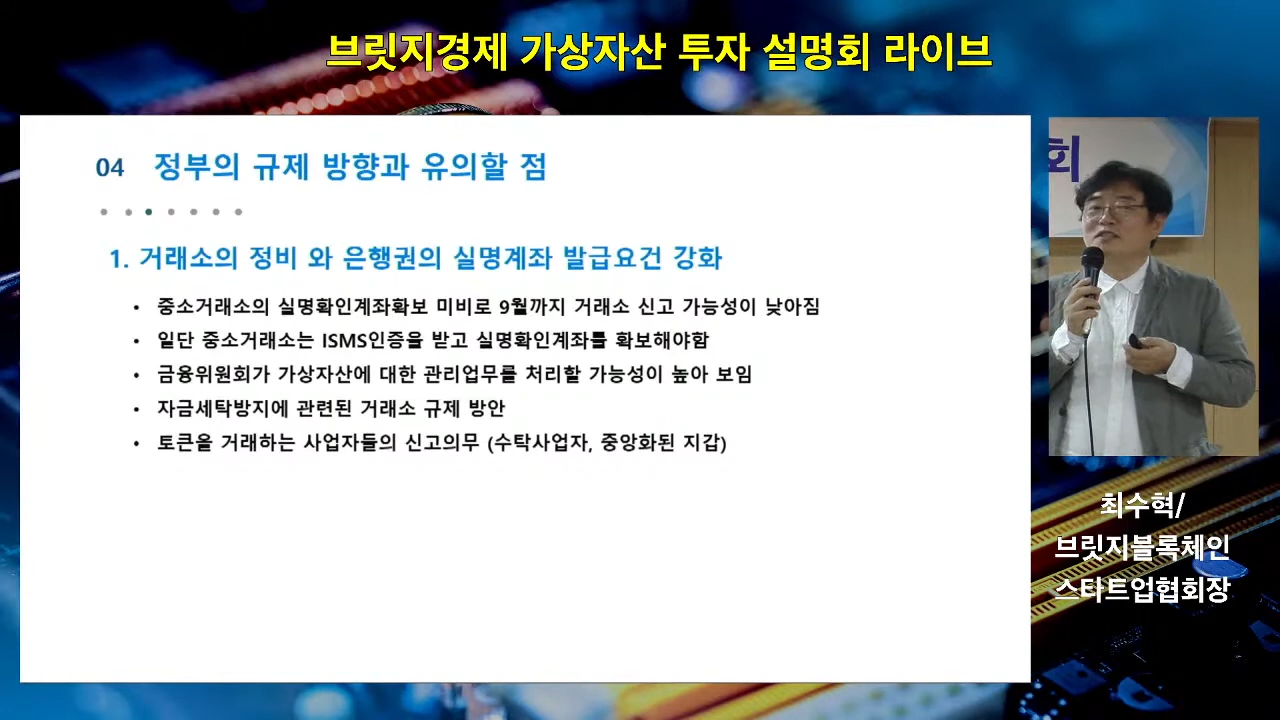 브릿지경제 가상자산 투자 설명회 라이브
04 정부의 규제 방향과 유의할 점
1. 거래소의 정비 와 은행권의 실명계좌 발급요건 강화
• 중소거래소의 실명확인계좌확보 미비로 9월까지 거래소 신고 가능성이 낮아짐
• 일단 중소거래소는 ISMS인증을 받고 실명확인계좌를 확보해야함
• 금융위원회가 가상자산에 대한 관리업무를 처리할 가능성이 높아 보임
• 자금세탁방지에 관련된 거래소 규제 방안
• 토큰을 거래하는 사업자들의 신고의무 (수탁사업자, 중앙화된 지갑)
회
최수혁/
브릿지블록체인
스타트업협회장